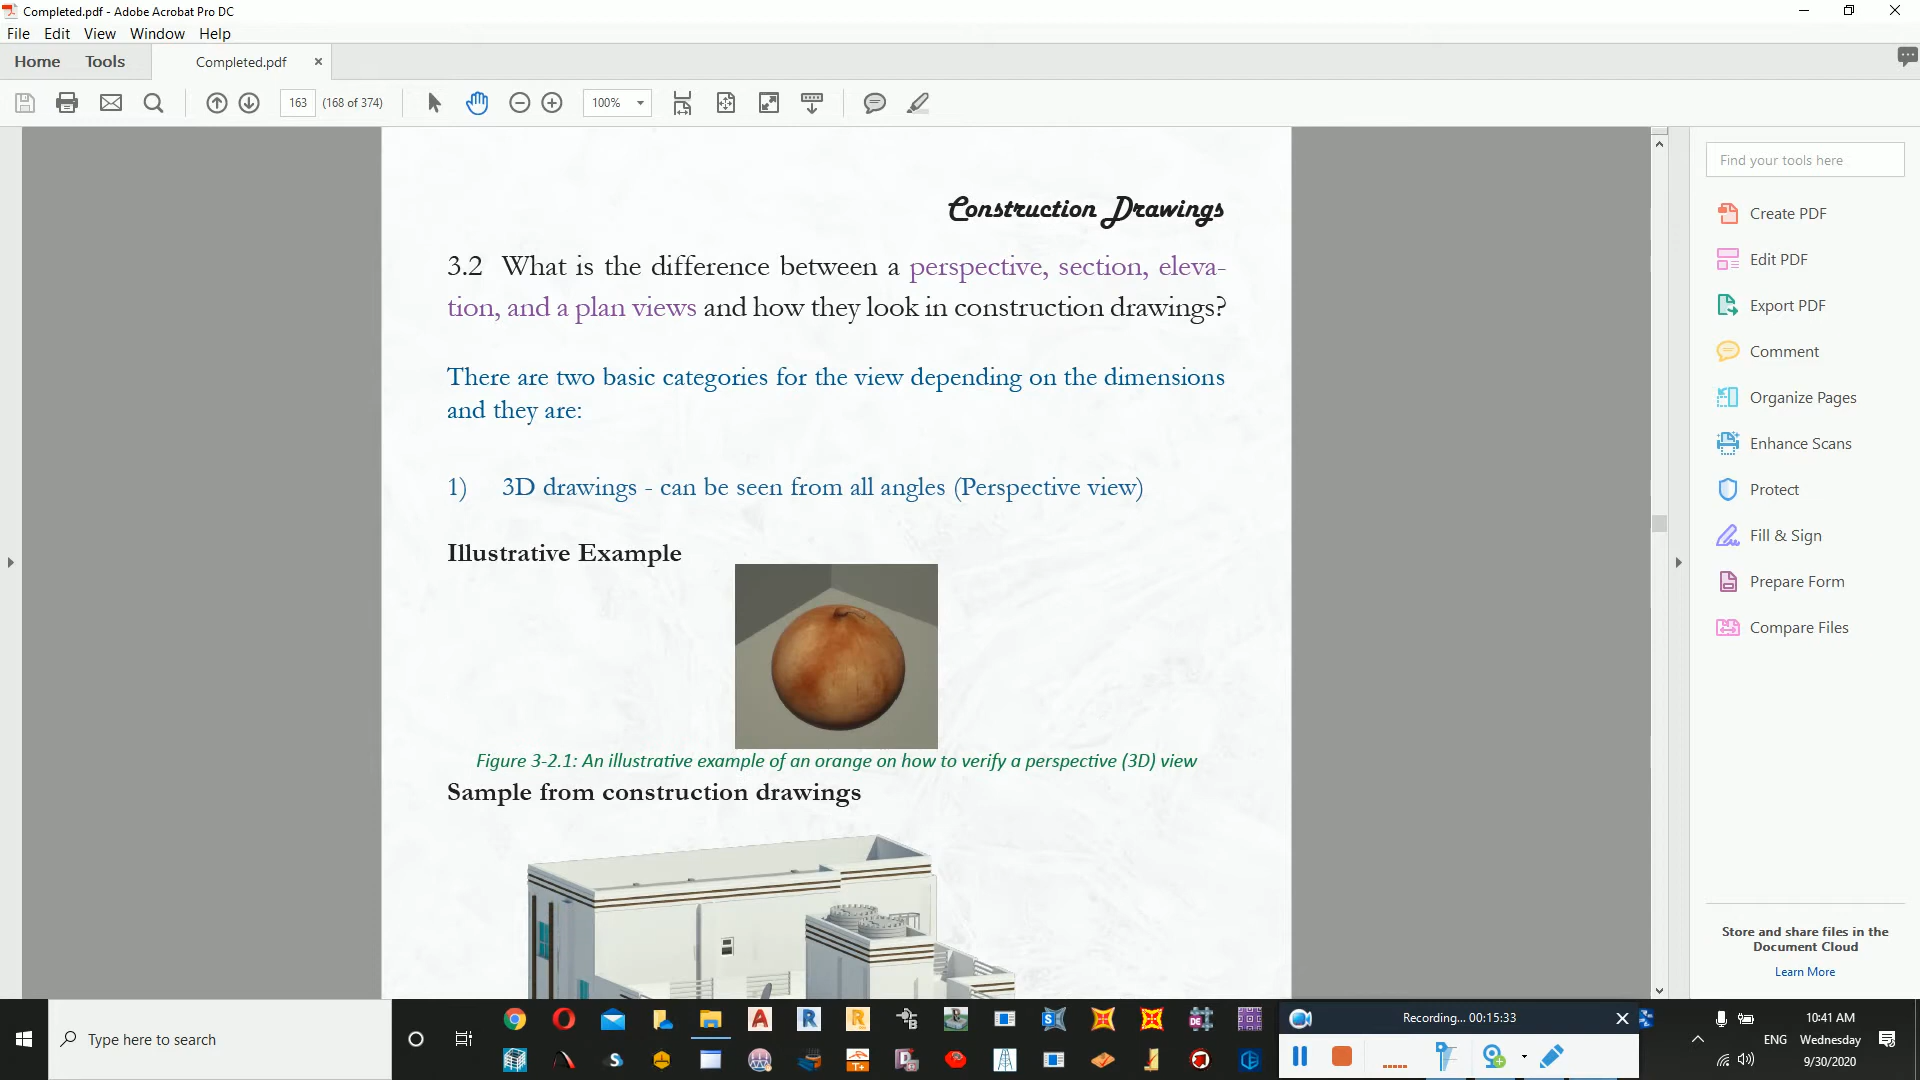 Completed.pdf - Adobe Acrobat Pro DC
File Edit View Window Help
Home Tools Completed.pdf
163 (168 of 374) 100%
Find your tools here
Create PDF
Edit PDF
Export PDF
Comment
Organize Pages
Enhance Scans
Protect
Fill & Sign
Prepare Form
Compare Files
Store and share files in the
Document Cloud
Learn More
Construction Drawings
3.2 What is the difference between a perspective, section, eleva-
tion, and a plan views and how they look in construction drawings?
There are two basic categories for the view depending on the dimensions
and they are:
1) 3D drawings - can be seen from all angles (Perspective view)
Illustrative Example
Figure 3-2.1: An illustrative example of an orange on how to verify a perspective (3D) view
Sample from construction drawings
Type here to search
Recording... 00:15:33
ENG
10:41 AM
Wednesday
9/30/2020